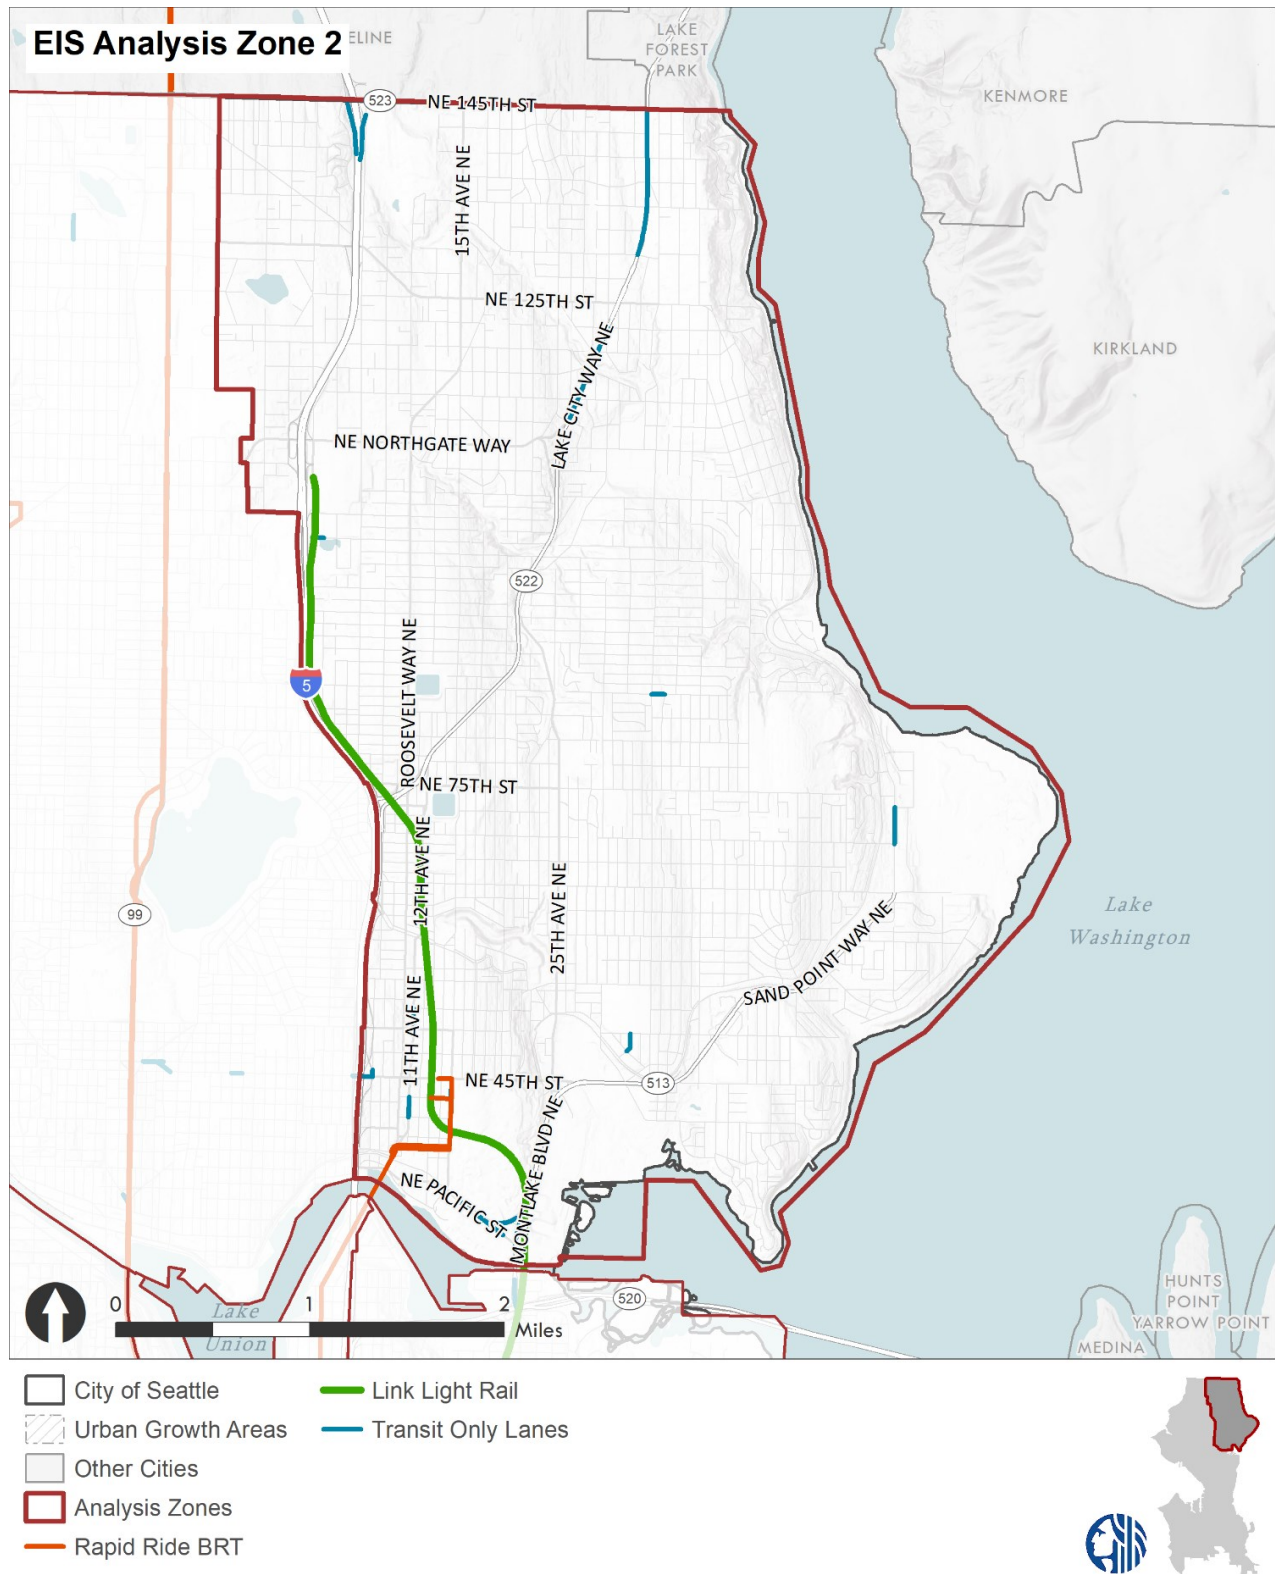 EIS Analysis Zone 2
ELINE
LAKE
FOREST
PARK
KENMORE
523
NE 145TH ST
15TH AVE NE
NE 125TH ST
KIRKLAND
LAKE CITY WAY NE
NE NORTHGATE WAY
522
ROOSEVELT WAY NE
5
NE 75TH ST
12TH AVE NE
25TH AVE NE
99
Lake
Washington
SAND POINT WAY NE
11TH AVE NE
NE 45TH ST
513
MONTLAKE BLVD NE
NE PACIFIC ST
HUNTS
POINT
YARROW POINT
MEDINA
520
Lake
Union
0 1 2
Miles
City of Seattle
Urban Growth Areas
Other Cities
Analysis Zones
Rapid Ride BRT
Link Light Rail
Transit Only Lanes